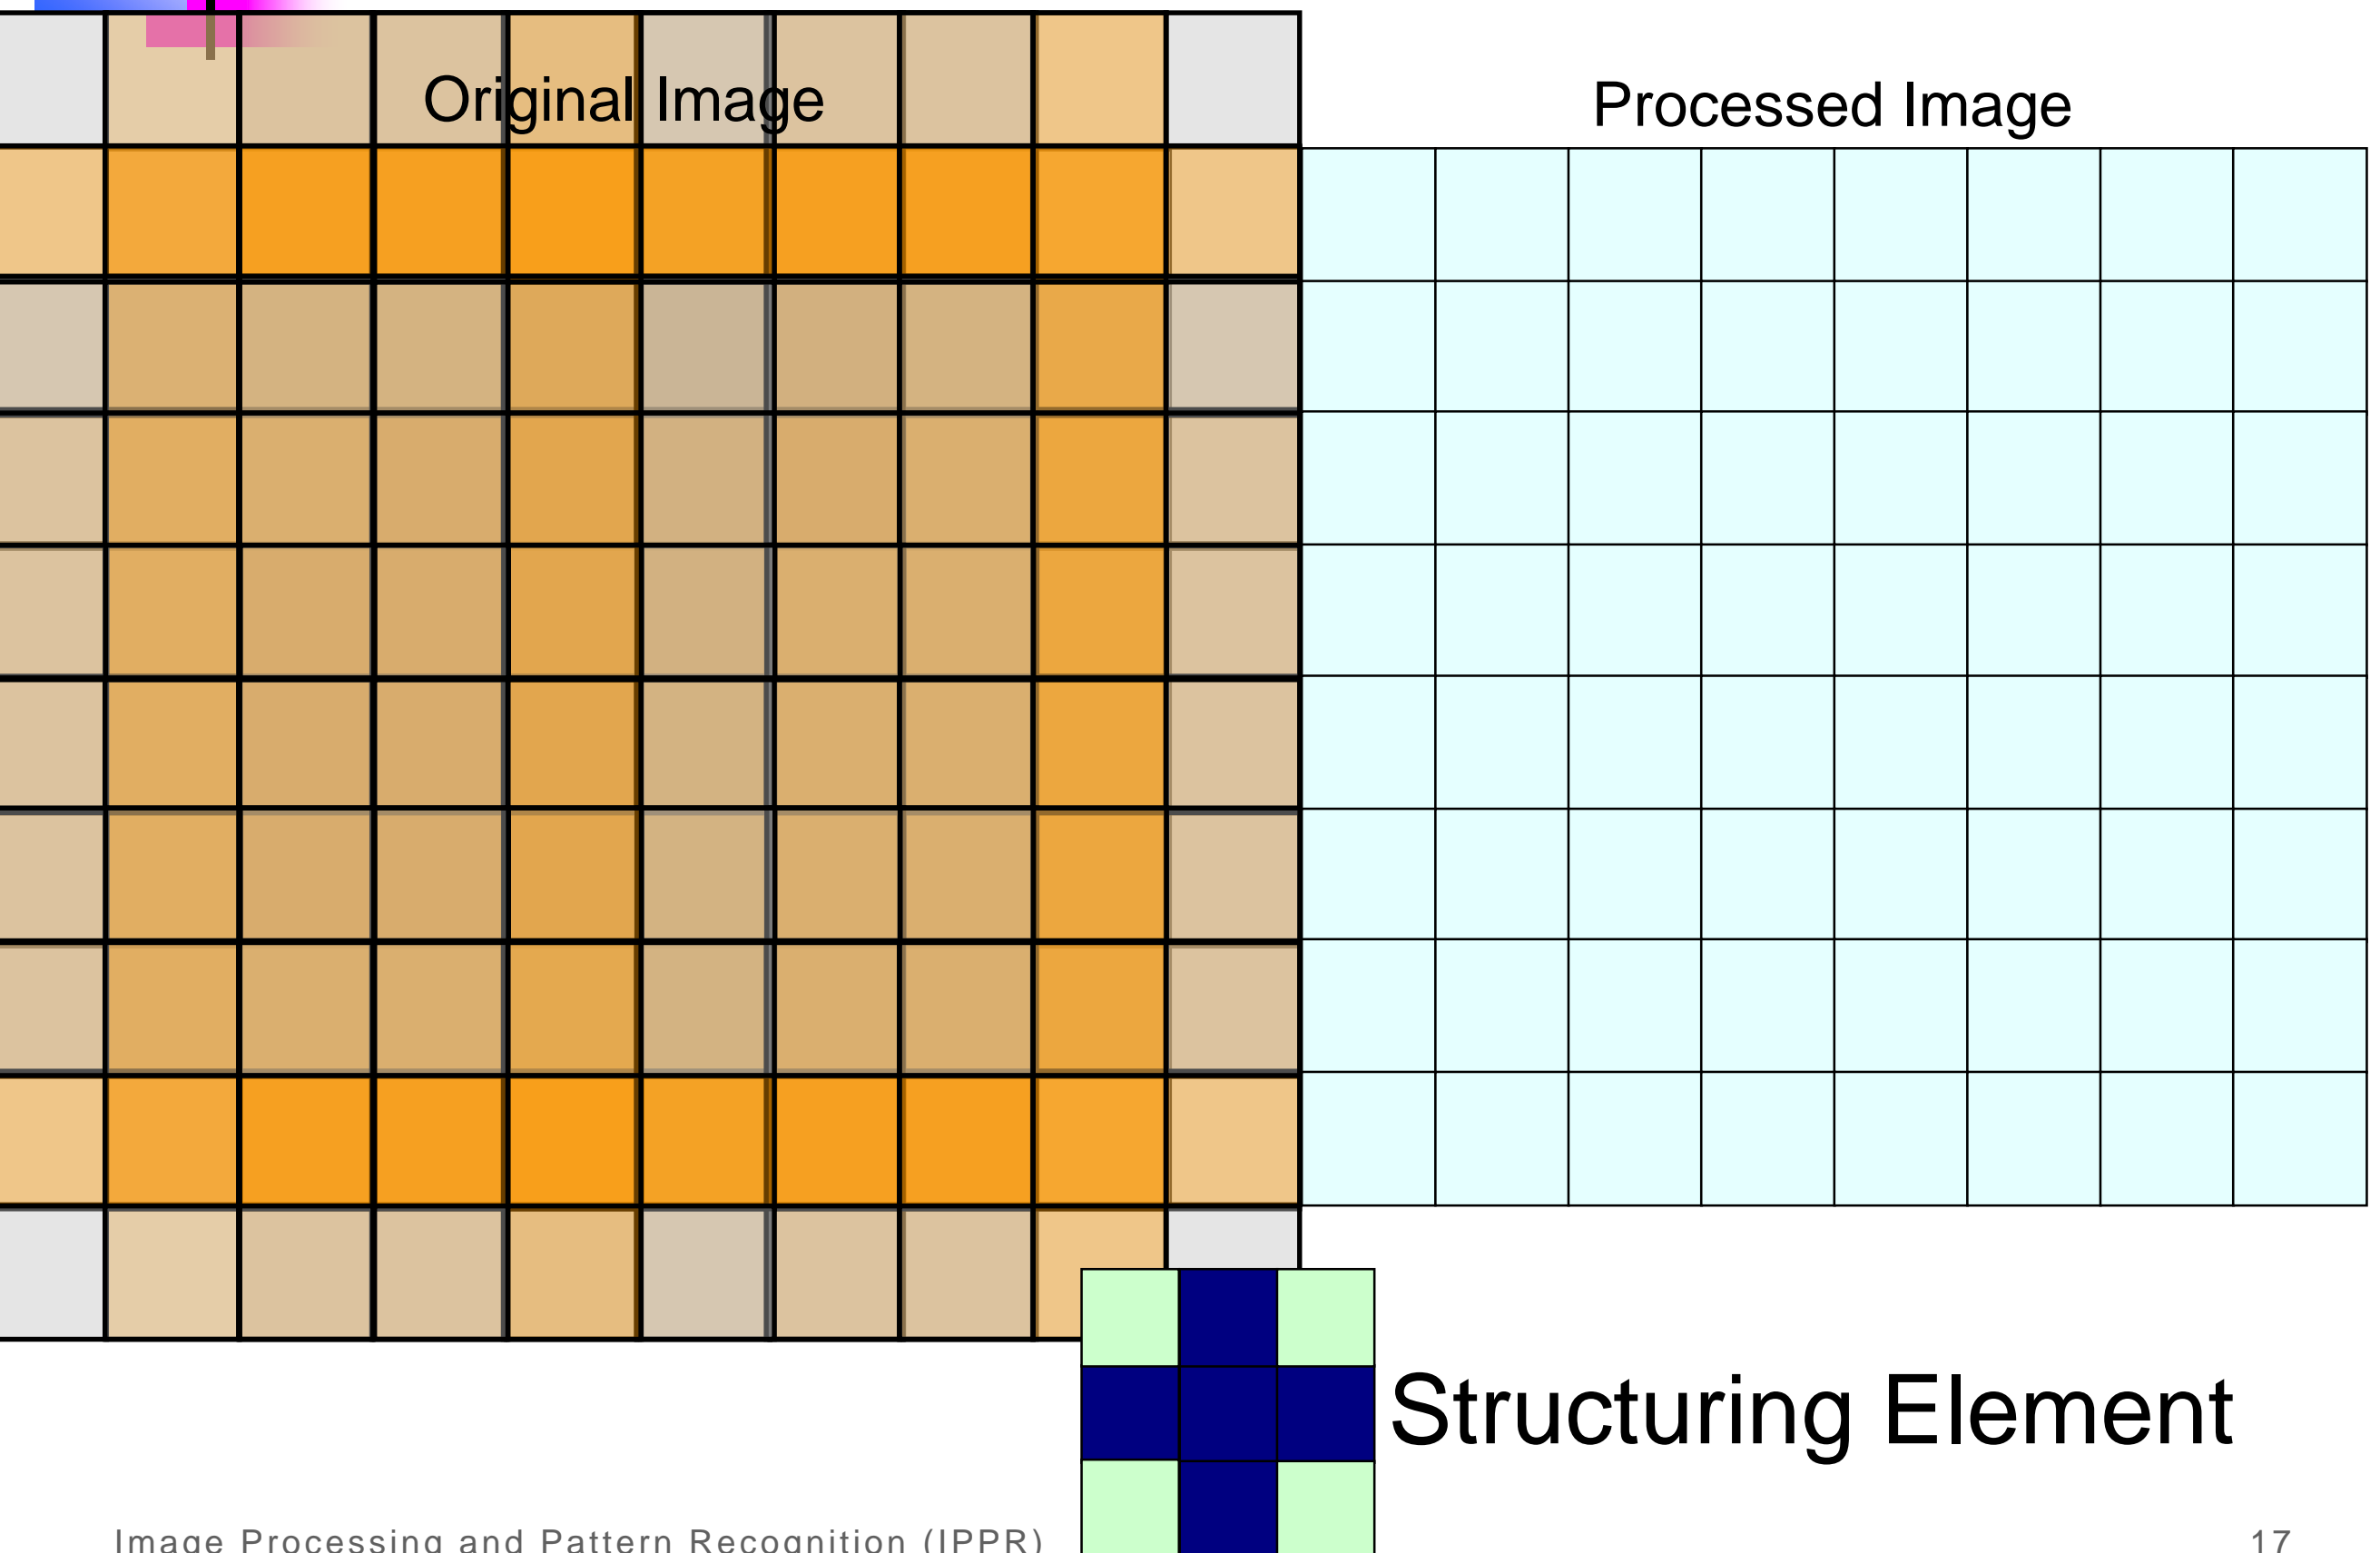 Original Image
Processed Image
Structuring Element
Image Processing and Pattern Recognition (IPPR)
17